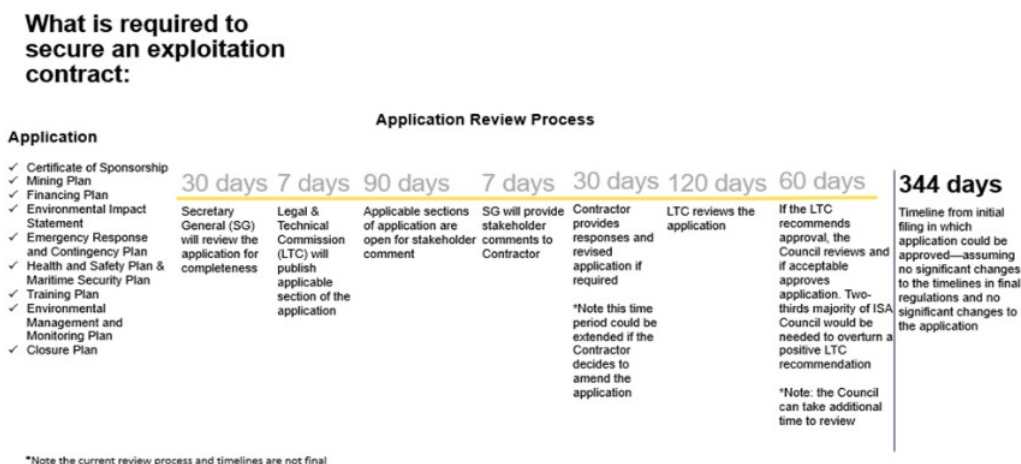 What is required to
secure an exploitation
contract:
Application Review Process
Application
✓ Certificate of Sponsorship
✓ Mining Plan
✓ Financing Plan
✓ Environmental Impact
Statement
✓ Emergency Response
and Contingency Plan
✓ Health and Safety Plan &
Maritime Security Plan
✓ Training Plan
✓ Environmental
Management and
Monitoring Plan
✓ Closure Plan
30 days
Secretary
General (SG)
will review the
application for
completeness
7 days
Legal &
Technical
Commission
(LTC) will
publish
applicable
section of the
application
90 days
Applicable sections
of application are
open for stakeholder
comment
7 days
SG will provide
stakeholder
comments to
Contractor
30 days
Contractor
provides
responses and
revised
application if
required
*Note this time
period could be
extended if the
Contractor
decides to
amend the
application
120 days
LTC reviews the
application
60 days
If the LTC
recommends
approval, the
Council reviews and
if acceptable
approves
application. Two-
thirds majority of ISA
Council would be
needed to overturn a
positive LTC
recommendation
*Note: the Council
can take additional
time to review
344 days
Timeline from initial
filing in which
application could be
approved—assuming
no significant changes
to the timelines in final
regulations and no
significant changes to
the application
*Note the current review process and timelines are not final